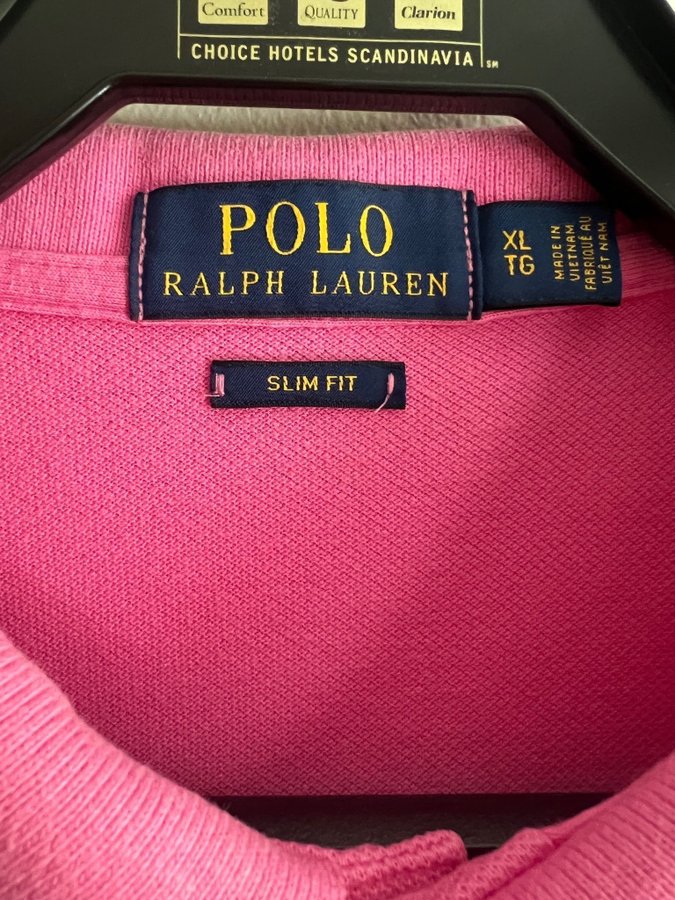 Comfort
QUALITY
Clarion
CHOICE HOTELS SCANDINAVIA SM
POLO
RALPH LAUREN
XL
TG
MADE IN
VIETNAM
FABRIQUÉ AU
VIÊT NAM
SLIM FIT